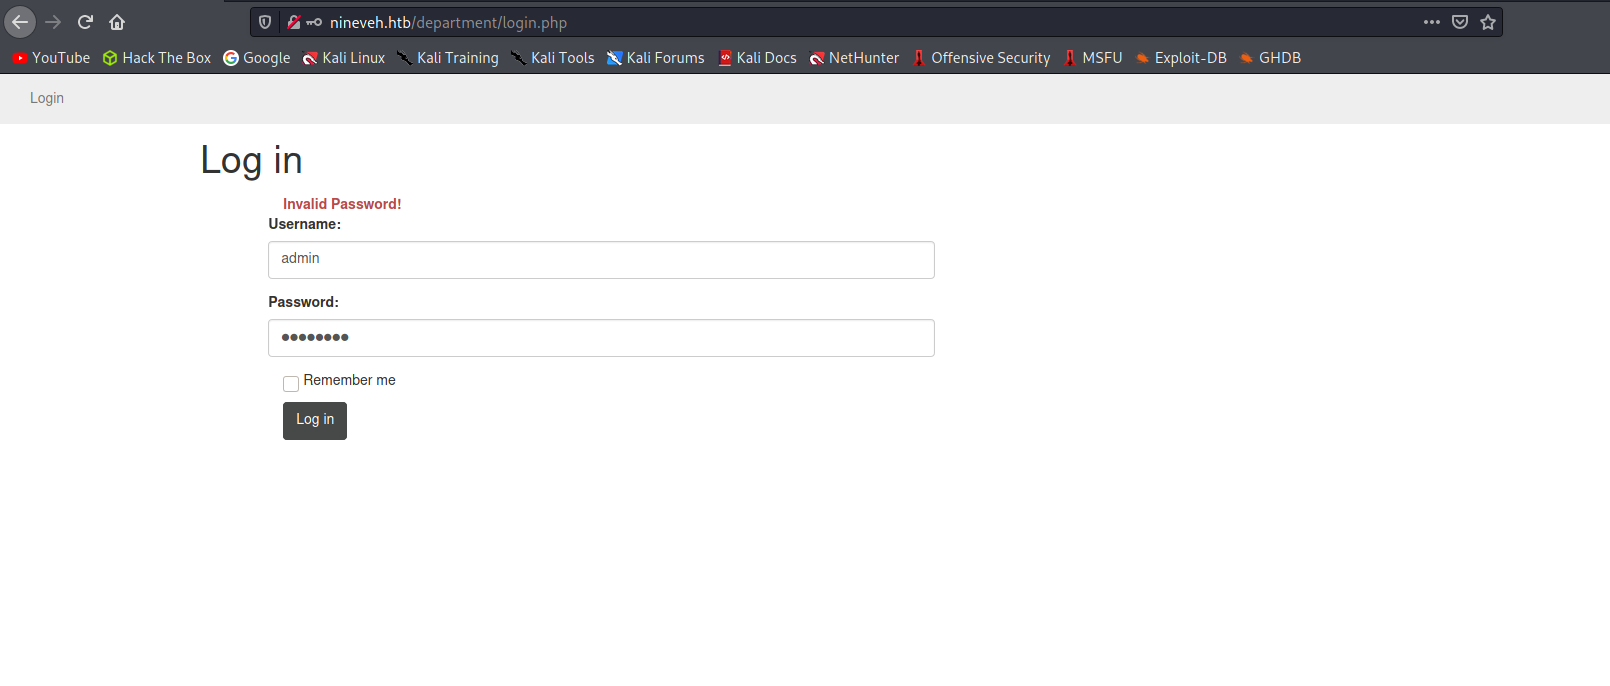 nineveh.htb/department/login.php
YouTube Hack The Box Google Kali Linux Kali Training Kali Tools Kali Forums Kali Docs NetHunter Offensive Security MSFU Exploit-DB GHDB
Login
Log in
Invalid Password!
Username:
admin
Password:
Remember me
Log in